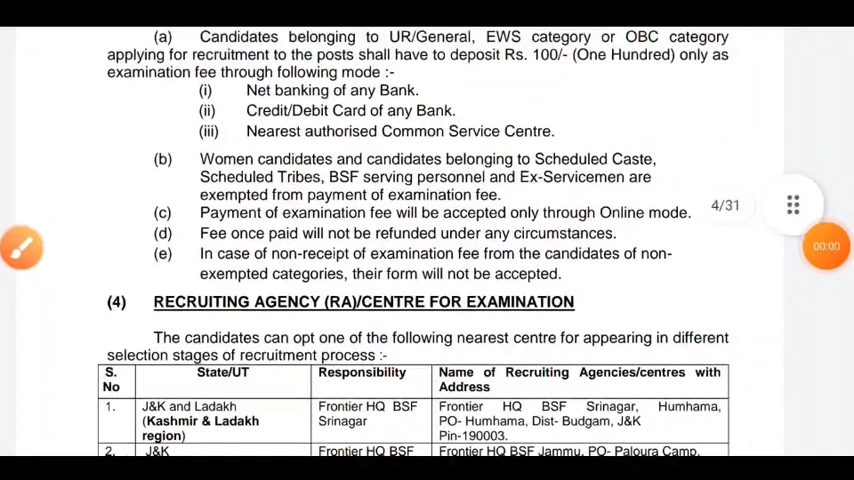 (a) Candidates belonging to UR/General, EWS category or OBC category
applying for recruitment to the posts shall have to deposit Rs. 100/- (One Hundred) only as
examination fee through following mode :-
(i) Net banking of any Bank.
(ii) Credit/Debit Card of any Bank.
(iii) Nearest authorised Common Service Centre.
(b) Women candidates and candidates belonging to Scheduled Caste,
Scheduled Tribes, BSF serving personnel and Ex-Servicemen are
exempted from payment of examination fee.
(c) Payment of examination fee will be accepted only through Online mode.
(d) Fee once paid will not be refunded under any circumstances.
(e) In case of non-receipt of examination fee from the candidates of non-
exempted categories, their form will not be accepted.
4/31
00:00
(4) RECRUITING AGENCY (RA)/CENTRE FOR EXAMINATION
The candidates can opt one of the following nearest centre for appearing in different
selection stages of recruitment process :-
S. No State/UT Responsibility Name of Recruiting Agencies/centres with Address
1. J&K and Ladakh (Kashmir & Ladakh region) Frontier HQ BSF Srinagar Frontier HQ BSF Srinagar, Humhama, PO- Humhama, Dist- Budgam, J&K Pin-190003.
2. J&K Frontier HQ BSF Frontier HQ BSF Jammu, PO- Paloura Camp,